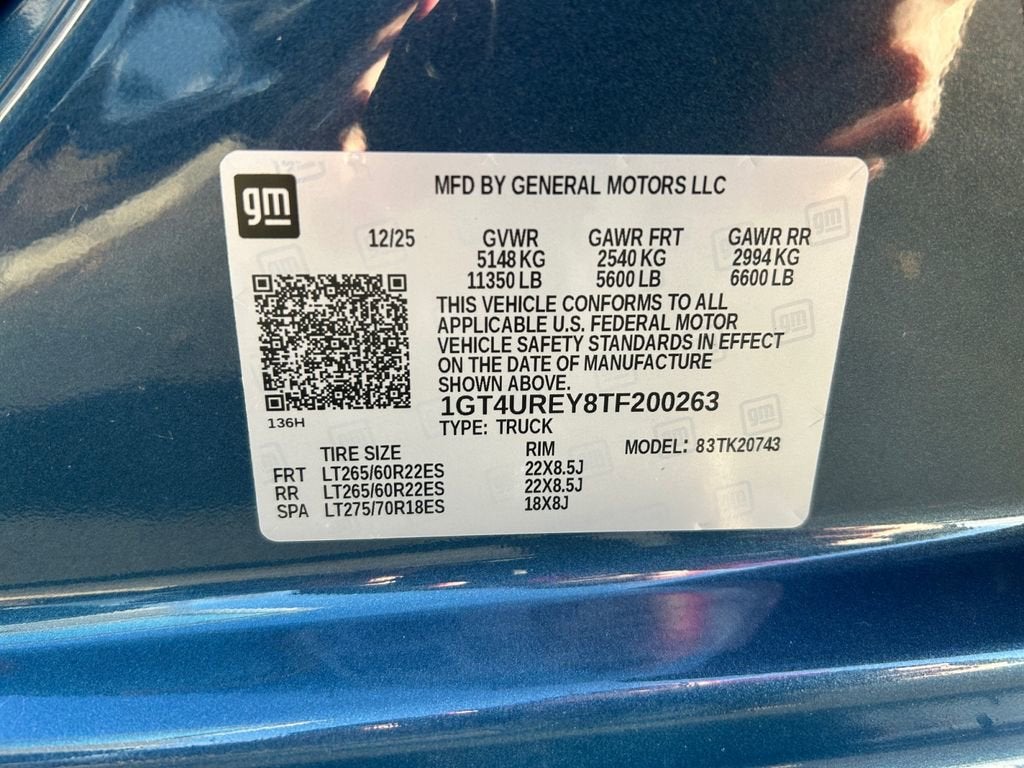 gm
MFD BY GENERAL MOTORS LLC
12/25 GVWR GAWR FRT GAWR RR
5148 KG 2540 KG 2994 KG
11350 LB 5600 LB 6600 LB
THIS VEHICLE CONFORMS TO ALL
APPLICABLE U.S. FEDERAL MOTOR
VEHICLE SAFETY STANDARDS IN EFFECT
ON THE DATE OF MANUFACTURE
SHOWN ABOVE.
1GT4UREY8TF200263
136H
TYPE: TRUCK
TIRE SIZE RIM MODEL: 83TK20743
FRT LT265/60R22ES 22X8.5J
RR LT265/60R22ES 22X8.5J
SPA LT275/70R18ES 18X8J